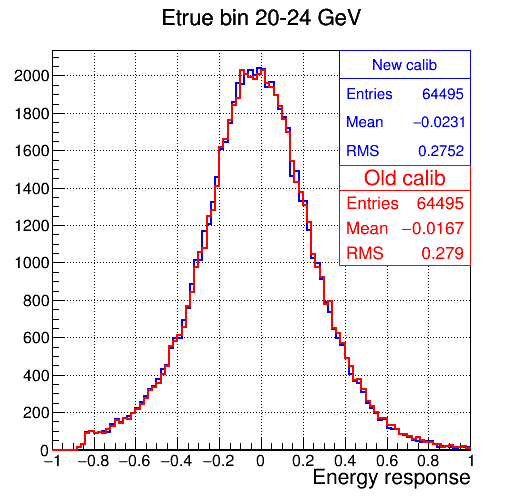 Etrue bin 20-24 GeV
New calib
Entries 64495
Mean −0.0231
RMS 0.2752
Old calib
Entries 64495
Mean −0.0167
RMS 0.279
2000
1800
1600
1400
1200
1000
800
600
400
200
0
−1 −0.8 −0.6 −0.4 −0.2 0 0.2 0.4 0.6 0.8 1
Energy response